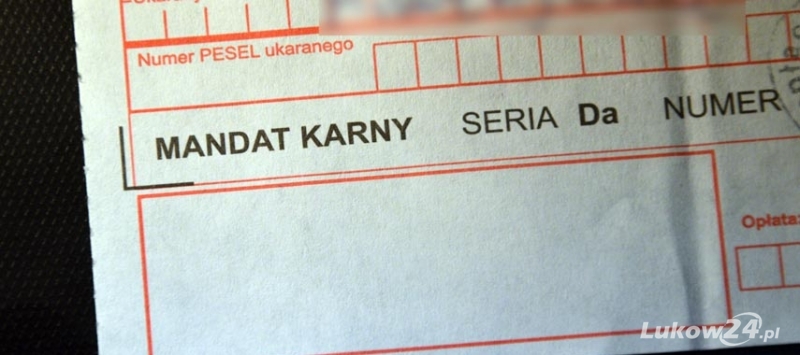 Numer PESEL ukaranego
MANDAT KARNY SERIA Da NUMER
Opłata:
Lukow24.pl